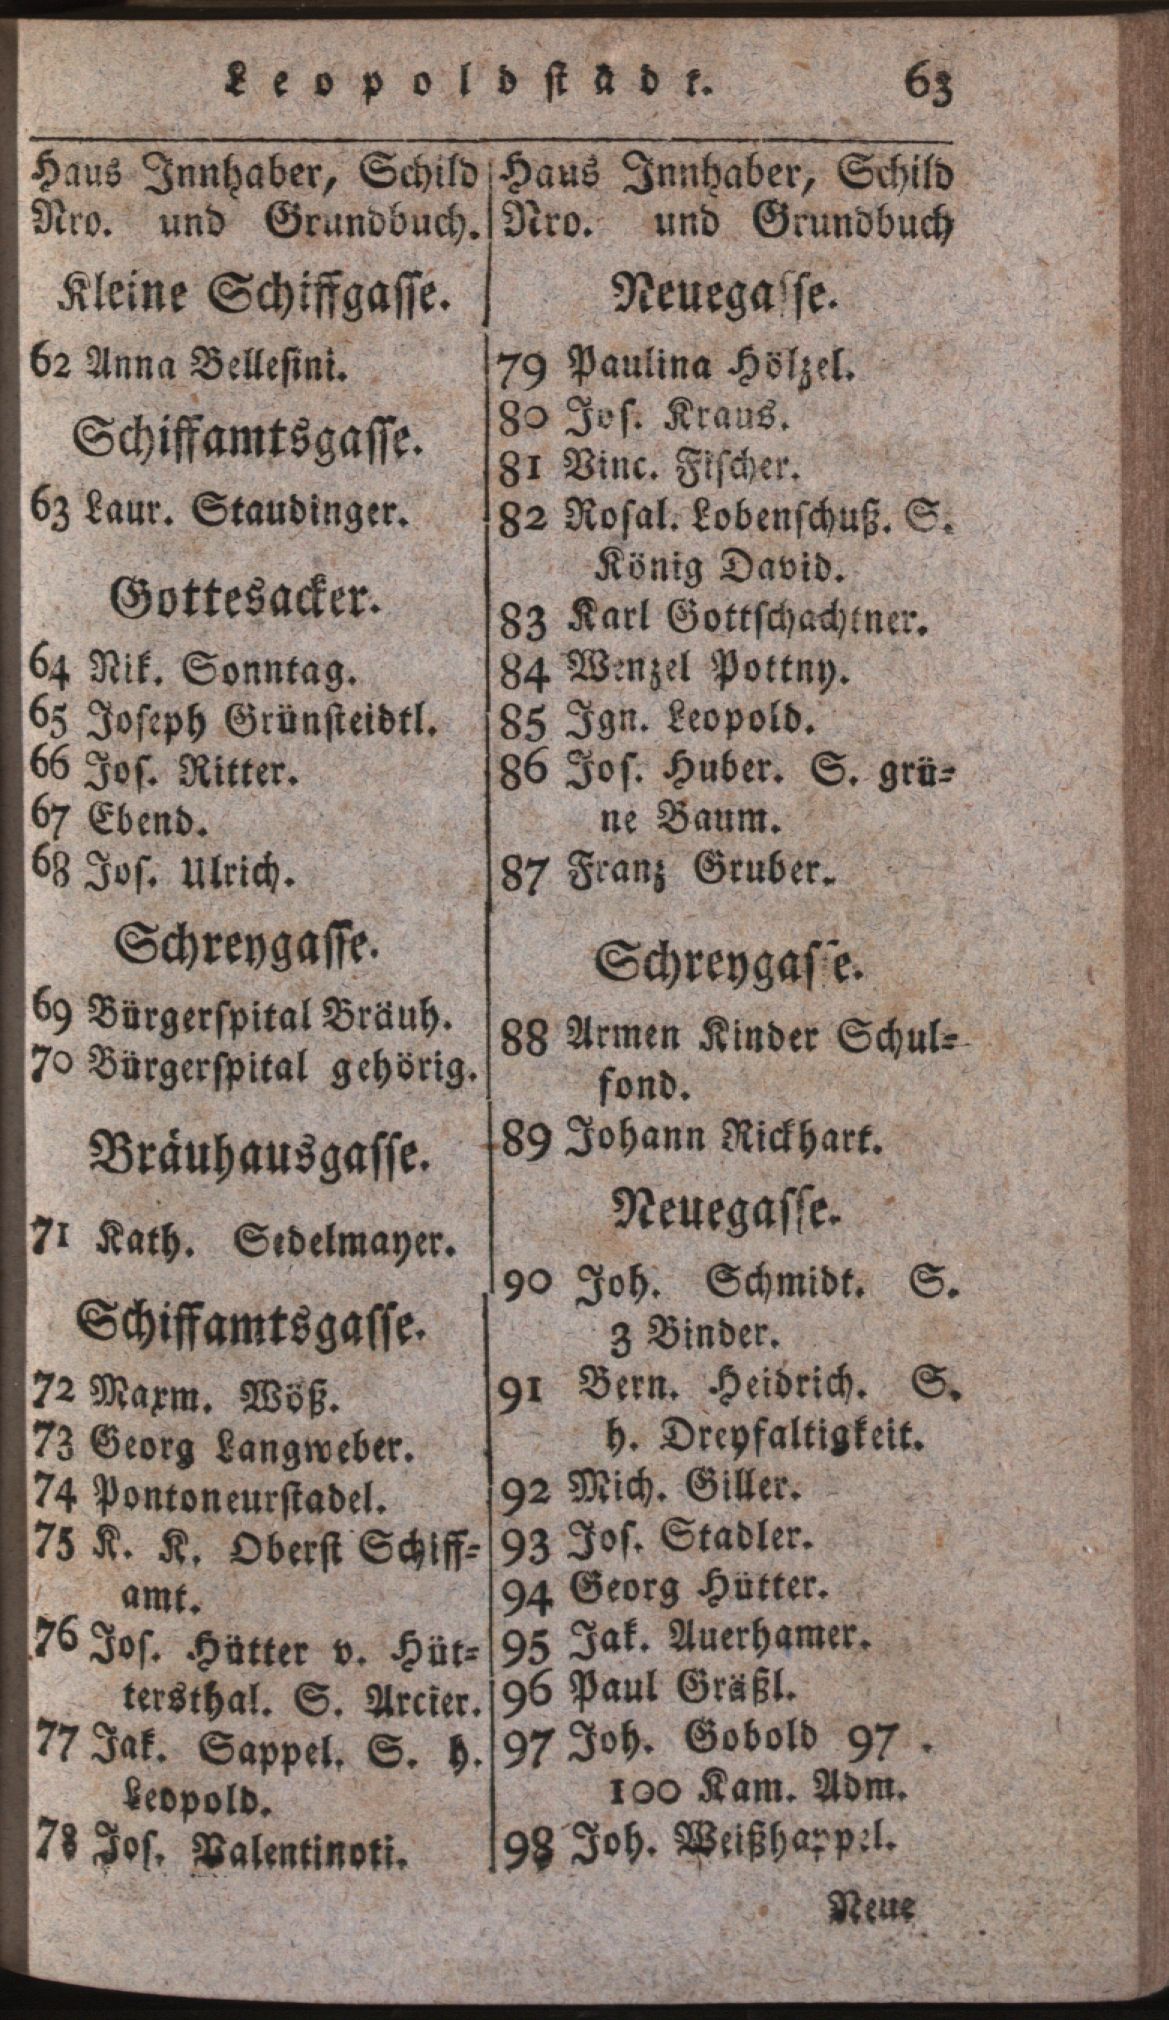 Leopoldstadt. 63
Haus Innhaber, Schild
Nro. und Grundbuch.
Kleine Schiffgasse.
62 Anna Bellesini.
Schiffamtsgasse.
63 Laur. Staudinger.
Gottesacker.
64 Nik. Sonntag.
65 Joseph Grünsteidtl.
66 Jos. Ritter.
67 Ebend.
68 Jos. Ulrich.
Schreygasse.
69 Bürgerspital Bräuh.
70 Bürgerspital gehörig.
Bräuhausgasse.
71 Kath. Sedelmayer.
Schiffamtsgasse.
72 Maxm. Wöß.
73 Georg Langweber.
74 Pontoneurstadel.
75 K. K. Oberst Schiff-
amt.
76 Jos. Hütter v. Hüt-
tersthal. S. Arcier.
77 Jak. Sappel. S. h.
Leopold.
78 Jos. Valentinoti.
Haus Innhaber, Schild
Nro. und Grundbuch
Neuegasse.
79 Paulina Hölzel.
80 Jos. Kraus.
81 Vinc. Fischer.
82 Rosal. Lobenschuß. S.
König David.
83 Karl Gottschachtner.
84 Wenzel Pottny.
85 Ign. Leopold.
86 Jos. Huber. S. grü-
ne Baum.
87 Franz Gruber.
Schreygasse.
88 Armen Kinder Schul-
fond.
89 Johann Rickhart.
Neuegasse.
90 Joh. Schmidt. S.
3 Binder.
91 Bern. Heidrich. S.
h. Dreyfaltigkeit.
92 Mich. Giller.
93 Jos. Stadler.
94 Georg Hütter.
95 Jak. Auerhamer.
96 Paul Gräßl.
97 Joh. Gobold 97 .
100 Kam. Adm.
98 Joh. Weißhappel.
Neue